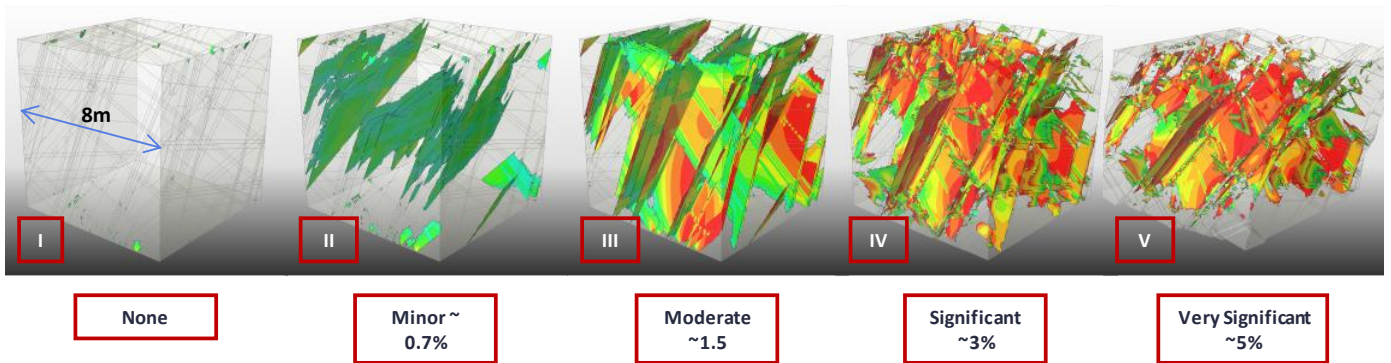 8m
I
II
III
IV
V
None
Minor ~
0.7%
Moderate
~1.5
Significant
~3%
Very Significant
~5%